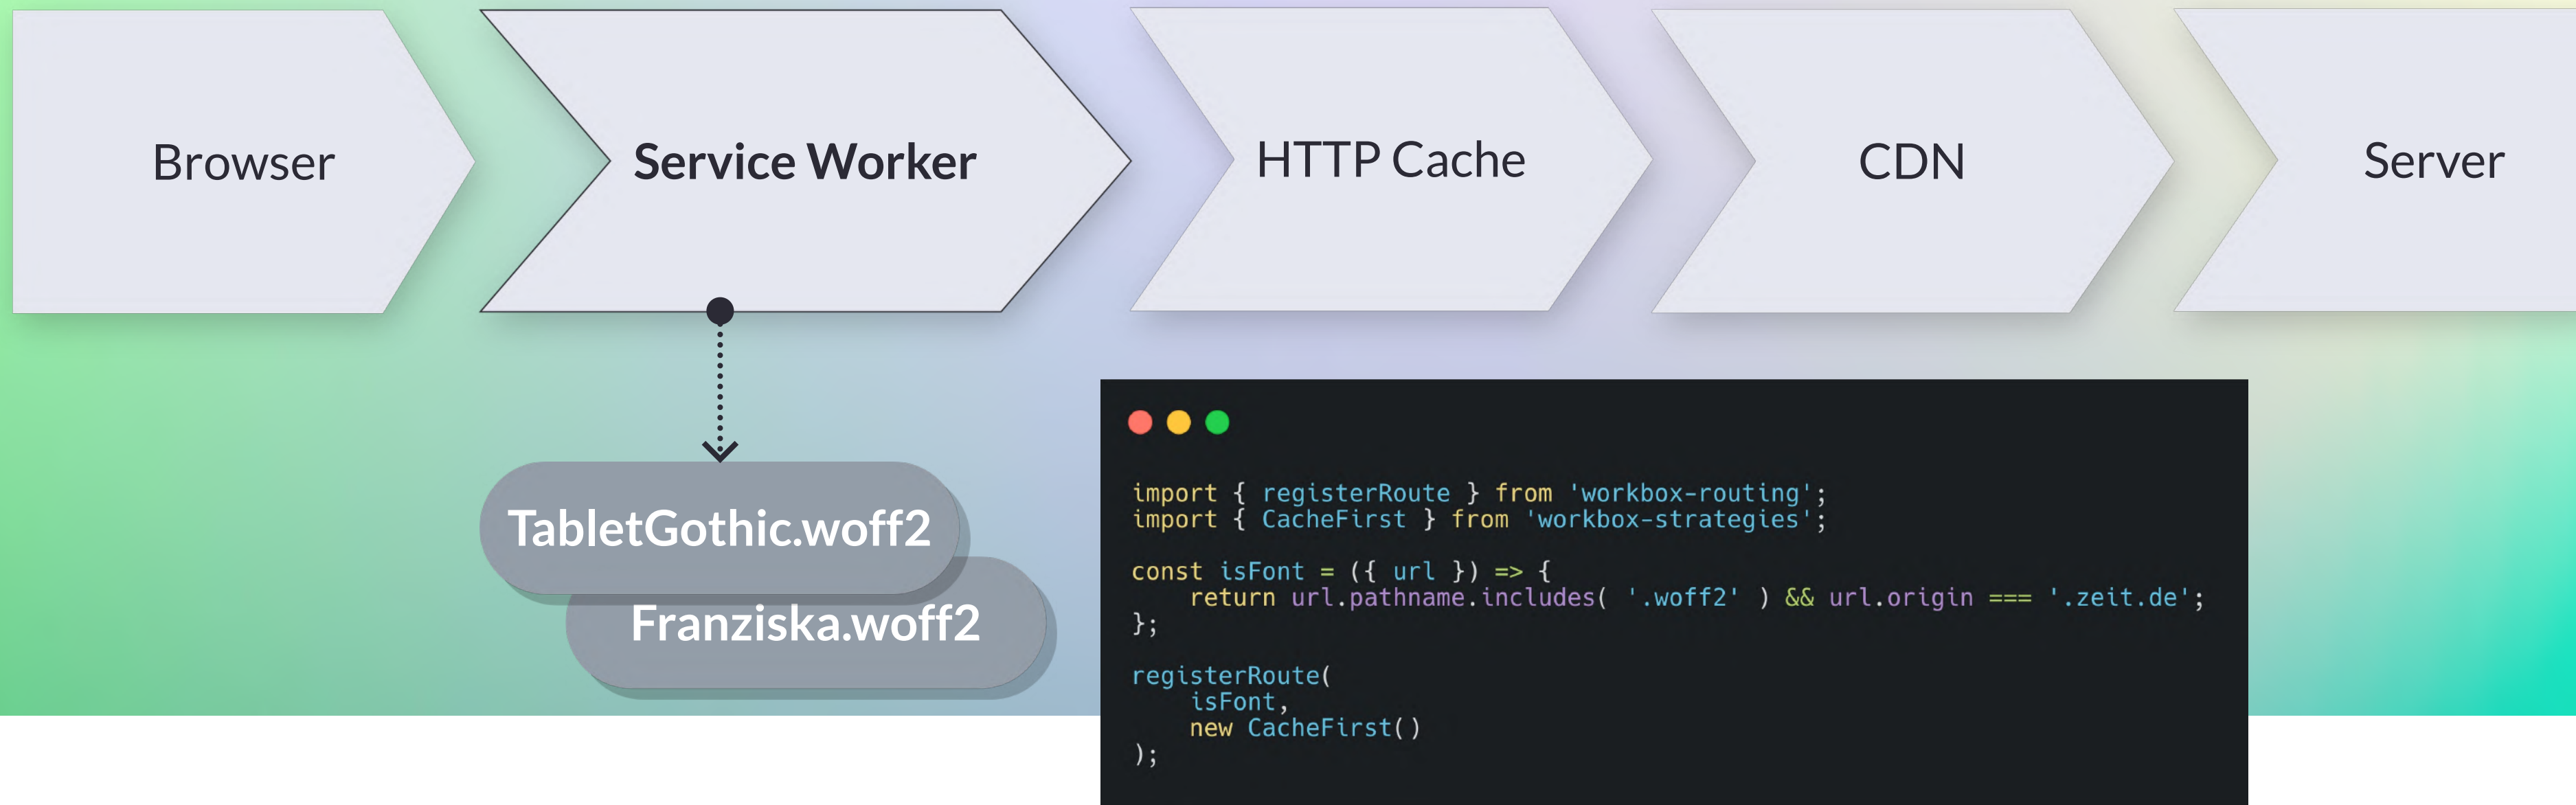 Browser
Service Worker
HTTP Cache
CDN
Server
TabletGothic.woff2
Franziska.woff2
import { registerRoute } from 'workbox-routing';
import { CacheFirst } from 'workbox-strategies';
const isFont = ({ url }) => {
    return url.pathname.includes( '.woff2' ) && url.origin === '.zeit.de';
};
registerRoute(
    isFont,
    new CacheFirst()
);